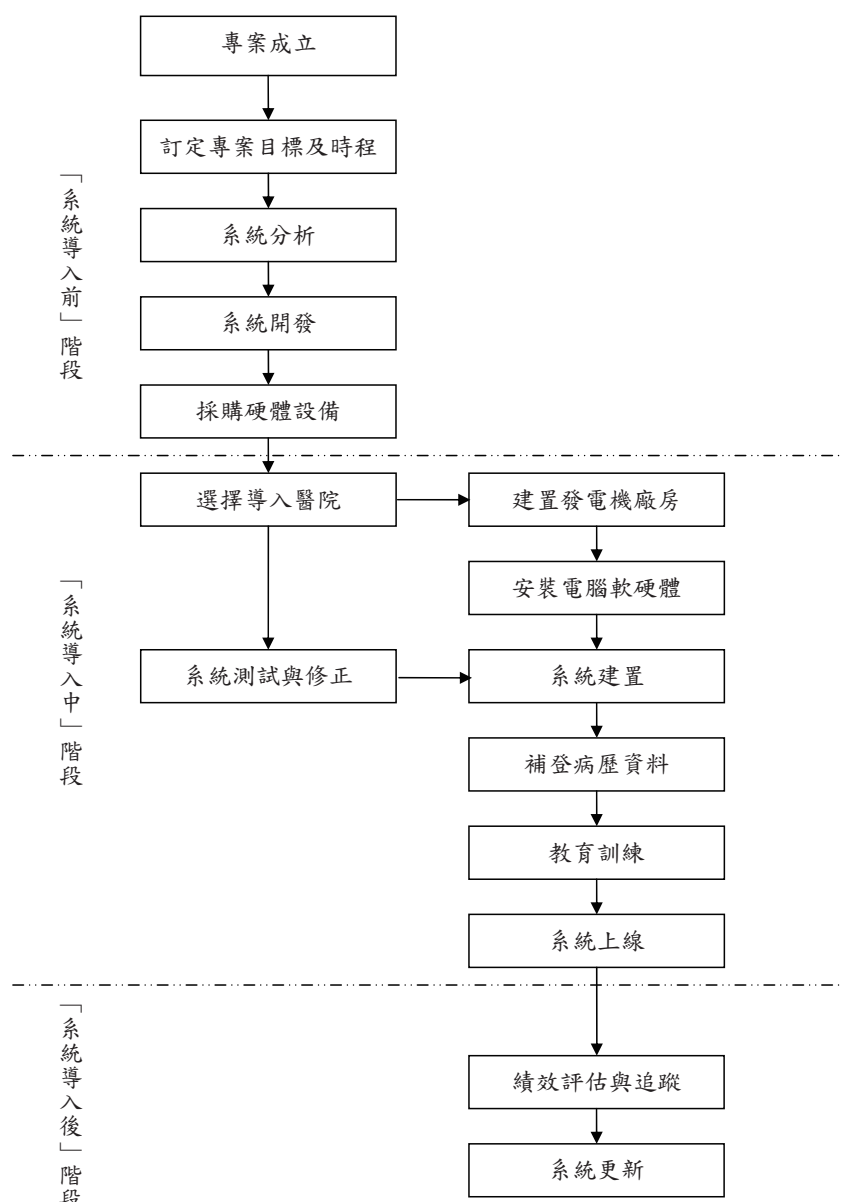 專案成立
訂定專案目標及時程
系統分析
系統開發
採購硬體設備
「系統導入前」階段
選擇導入醫院
建置發電機廠房
安裝電腦軟硬體
系統測試與修正
系統建置
補登病歷資料
教育訓練
系統上線
「系統導入中」階段
績效評估與追蹤
系統更新
「系統導入後」階段